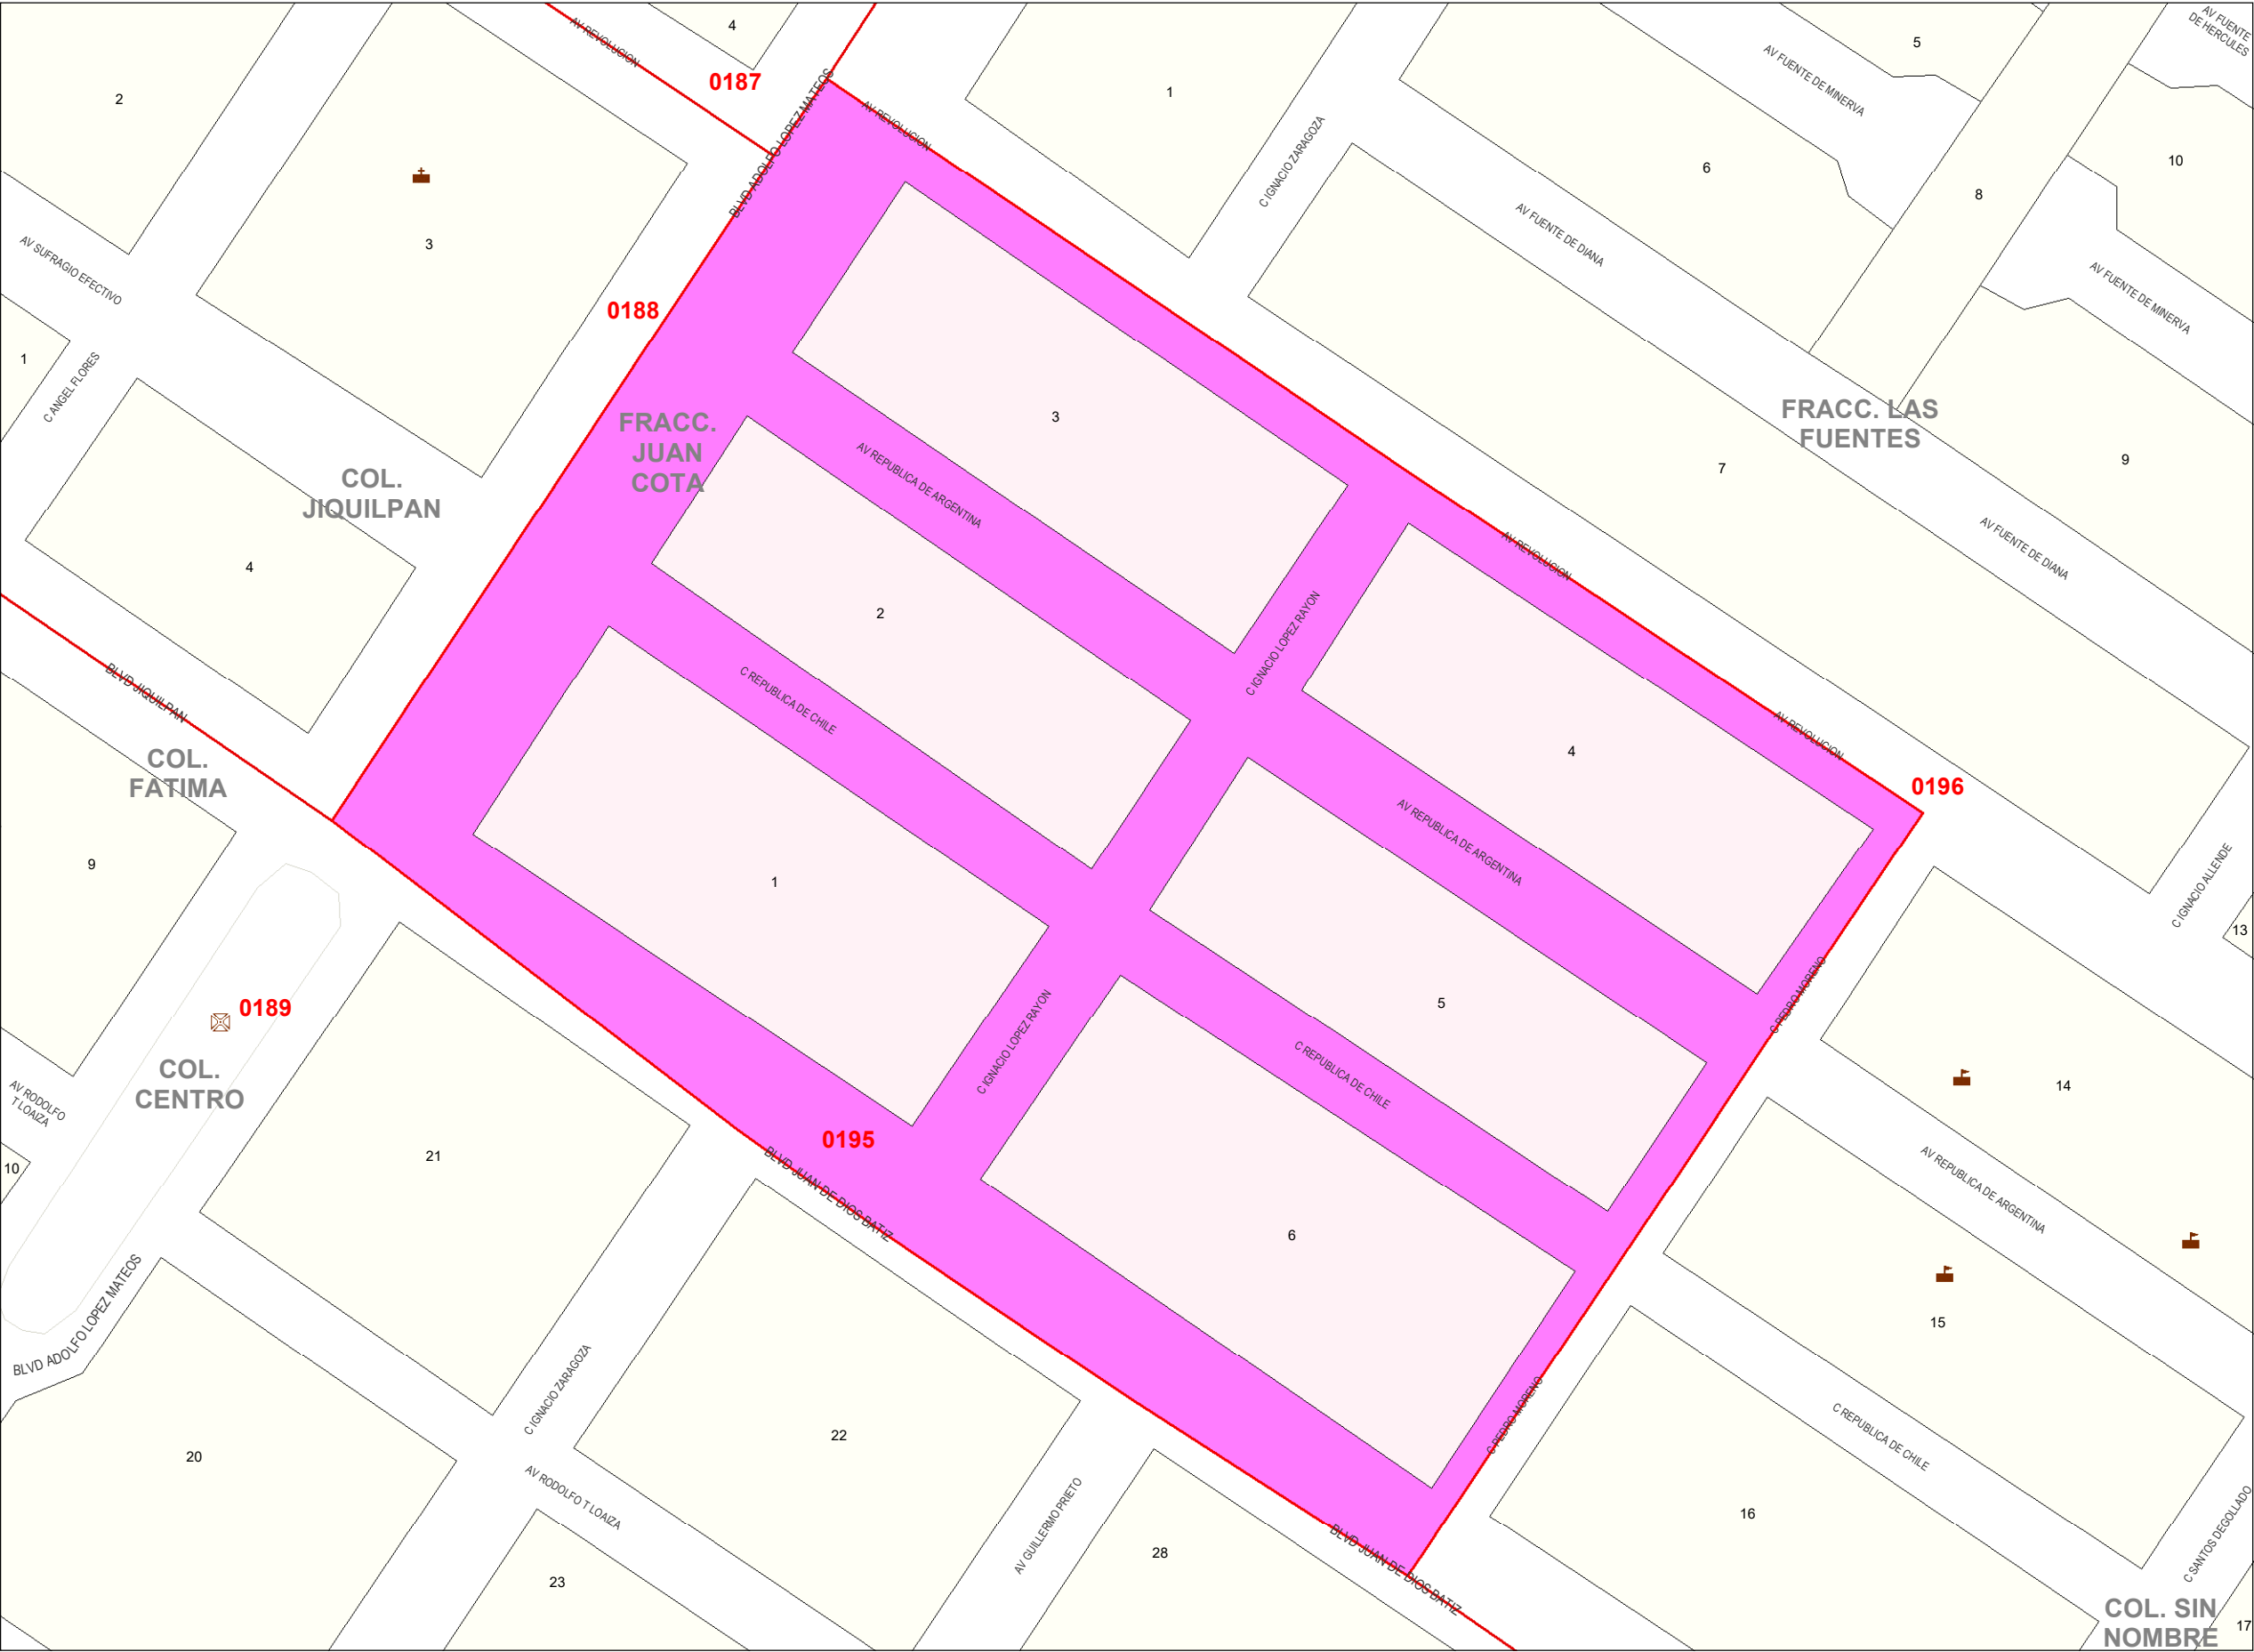 AV REVOLUCION
4
AV FUENTE
DE HERCULES
5
AV FUENTE DE MINERVA
0187
2
1
BLVD ADOLFO LOPEZ MATEOS
AV REVOLUCION
C IGNACIO ZARAGOZA
6
10
8
3
AV FUENTE DE DIANA
AV SUFRAGIO EFECTIVO
AV FUENTE DE MINERVA
0188
1
C ANGEL FLORES
FRACC.
JUAN
COTA
3
FRACC. LAS
FUENTES
7
9
COL.
JIQUILPAN
AV REPUBLICA DE ARGENTINA
AV REVOLUCION
AV FUENTE DE DIANA
4
2
C IGNACIO LOPEZ RAYON
BLVD JIQUILPAN
C REPUBLICA DE CHILE
AV REVOLUCION
4
COL.
FATIMA
0196
9
1
AV REPUBLICA DE ARGENTINA
C IGNACIO ALLENDE
13
0189
5
C PEDRO MORENO
C IGNACIO LOPEZ RAYON
COL.
CENTRO
AV RODOLFO
T LOAIZA
C REPUBLICA DE CHILE
14
0195
21
10
BLVD JUAN DE DIOS BATIZ
AV REPUBLICA DE ARGENTINA
6
BLVD ADOLFO LOPEZ MATEOS
15
C IGNACIO ZARAGOZA
C PEDRO MORENO
22
C REPUBLICA DE CHILE
20
AV RODOLFO T LOAIZA
AV GUILLERMO PRIETO
16
C SANTOS DEGOLLADO
28
BLVD JUAN DE DIOS BATIZ
23
COL. SIN
NOMBRE
17